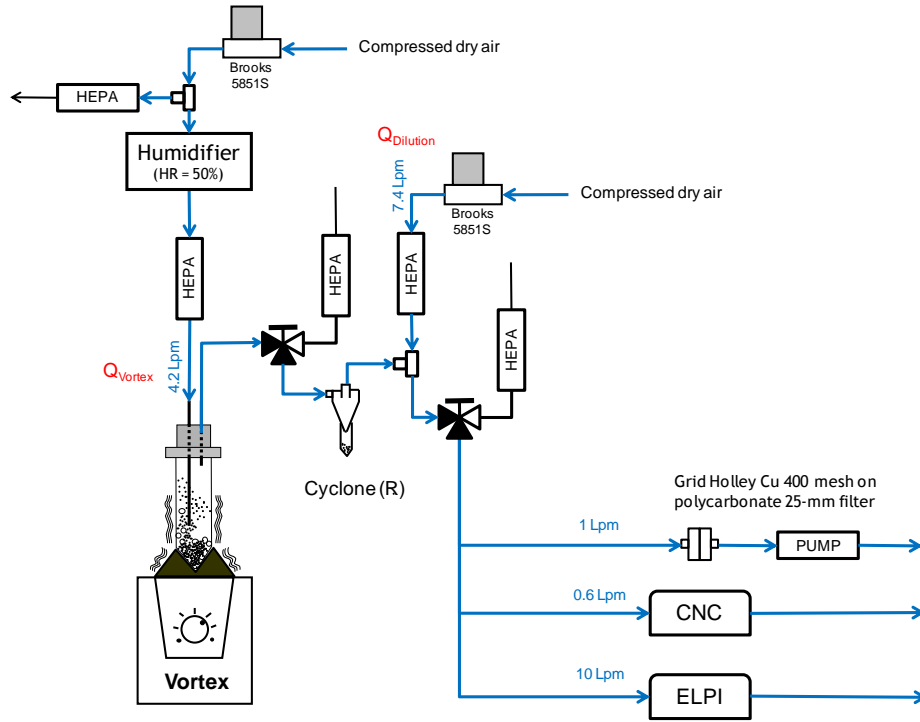 Compressed dry air
Brooks
5851S
HEPA
Humidifier
(HR = 50%)
QDilution
7.4 Lpm
Compressed dry air
Brooks
5851S
HEPA
HEPA
HEPA
HEPA
QVortex
4.2 Lpm
Cyclone (R)
Grid Holley Cu 400 mesh on
polycarbonate 25-mm filter
1 Lpm
PUMP
0.6 Lpm
CNC
10 Lpm
ELPI
Vortex